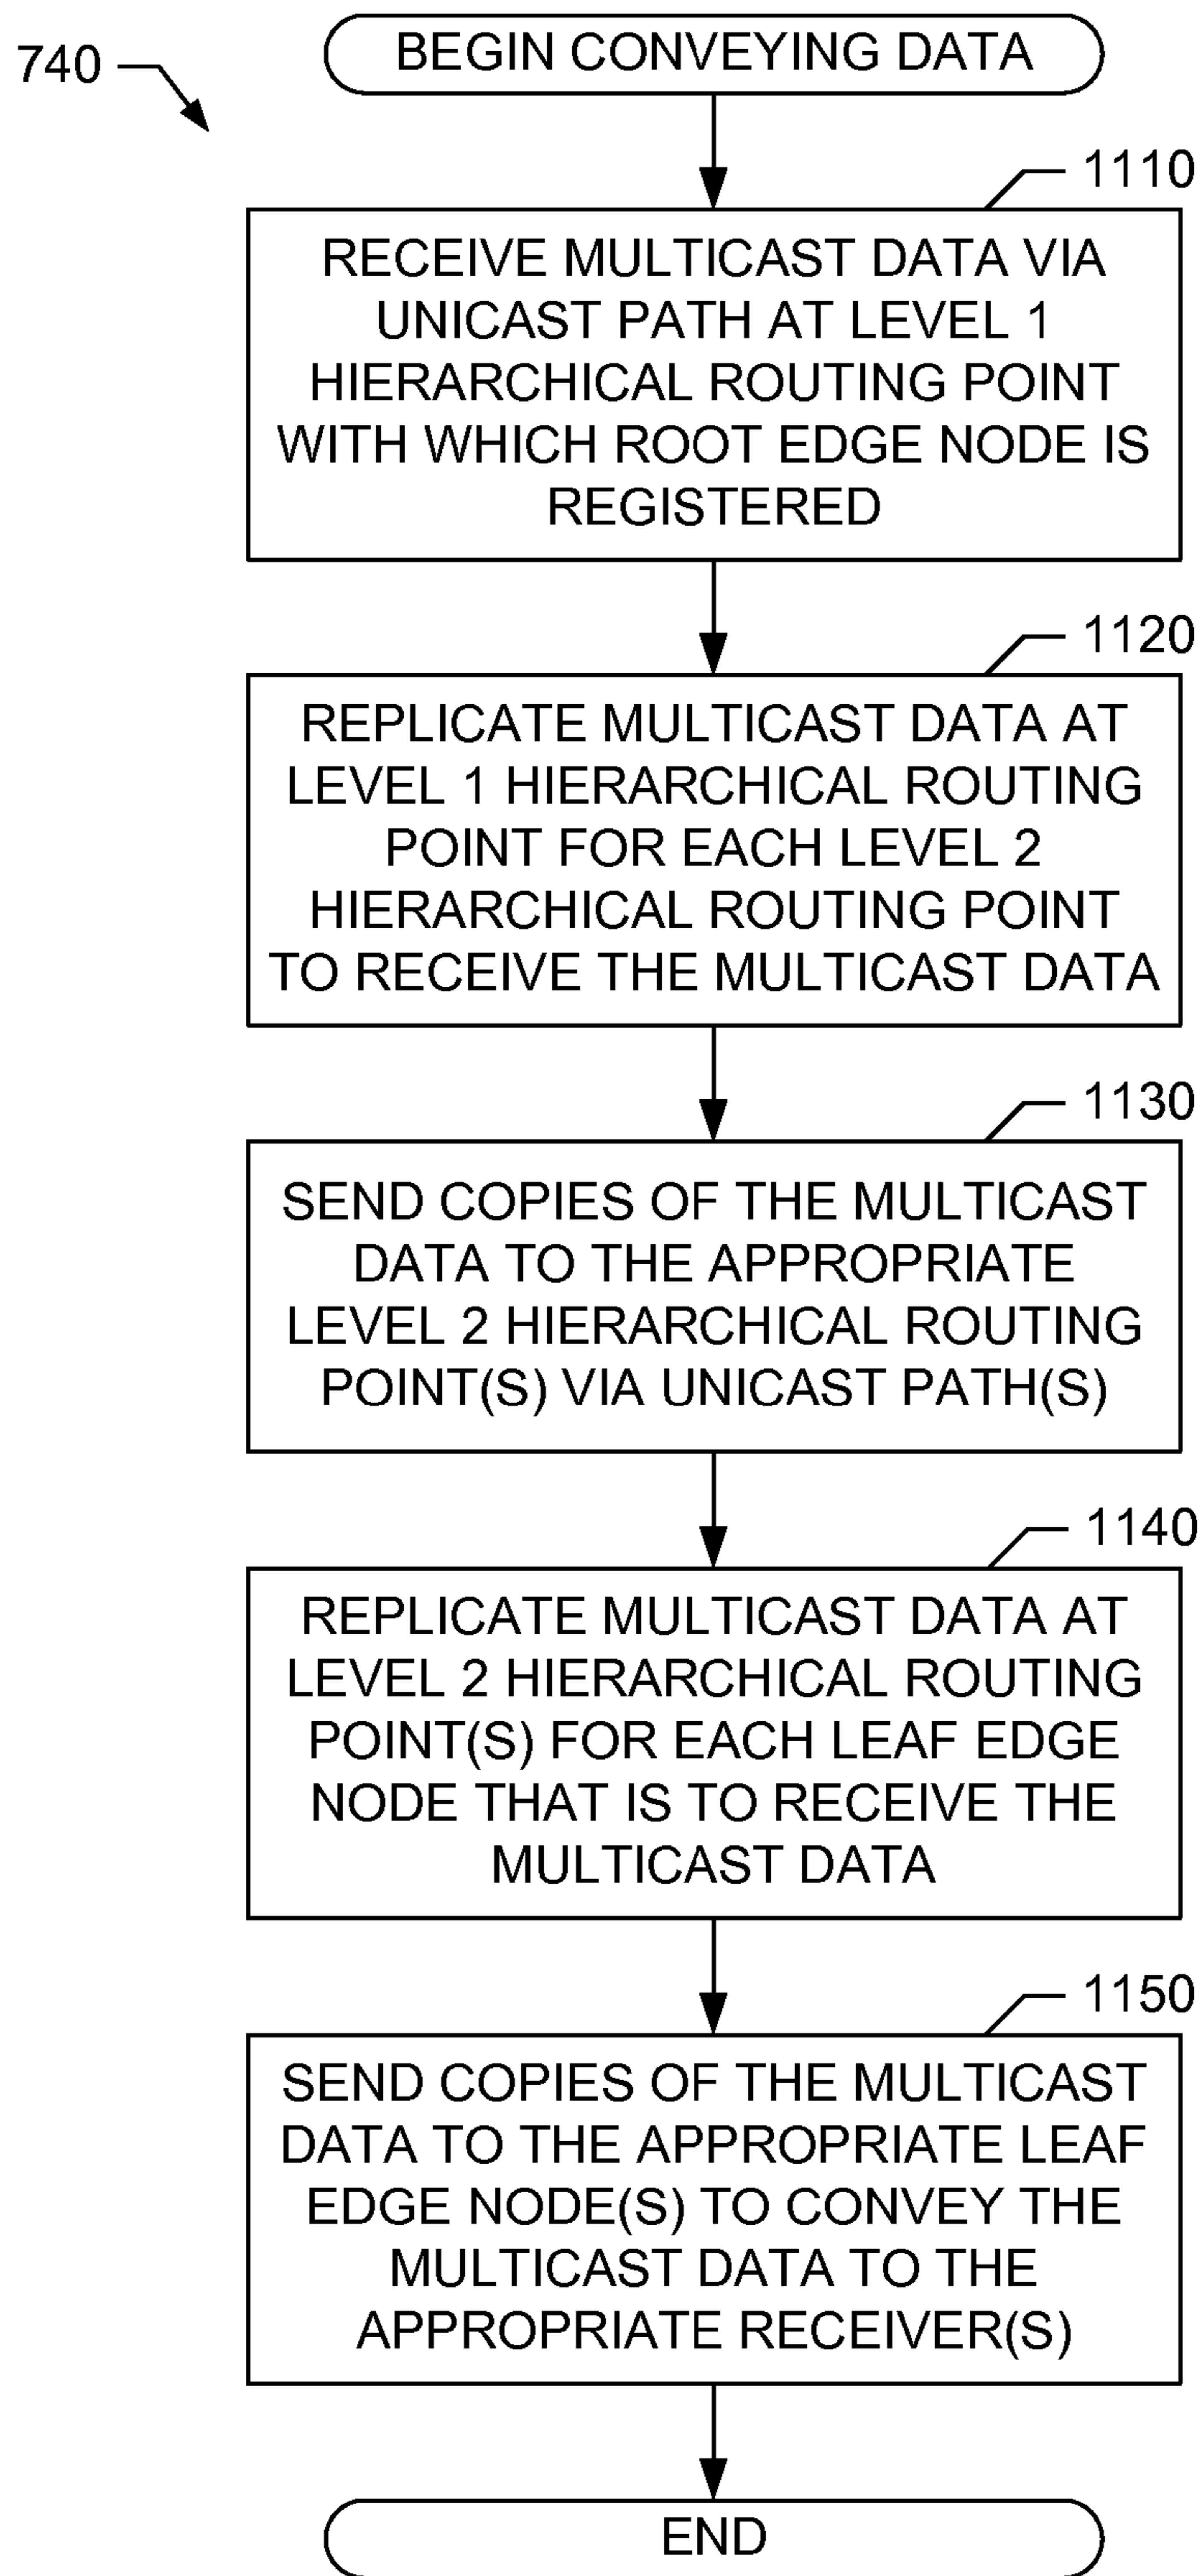 BEGIN CONVEYING DATA
740
1110
RECEIVE MULTICAST DATA VIA
UNICAST PATH AT LEVEL 1
HIERARCHICAL ROUTING POINT
WITH WHICH ROOT EDGE NODE IS
REGISTERED
1120
REPLICATE MULTICAST DATA AT
LEVEL 1 HIERARCHICAL ROUTING
POINT FOR EACH LEVEL 2
HIERARCHICAL ROUTING POINT
TO RECEIVE THE MULTICAST DATA
1130
SEND COPIES OF THE MULTICAST
DATA TO THE APPROPRIATE
LEVEL 2 HIERARCHICAL ROUTING
POINT(S) VIA UNICAST PATH(S)
1140
REPLICATE MULTICAST DATA AT
LEVEL 2 HIERARCHICAL ROUTING
POINT(S) FOR EACH LEAF EDGE
NODE THAT IS TO RECEIVE THE
MULTICAST DATA
1150
SEND COPIES OF THE MULTICAST
DATA TO THE APPROPRIATE LEAF
EDGE NODE(S) TO CONVEY THE
MULTICAST DATA TO THE
APPROPRIATE RECEIVER(S)
END